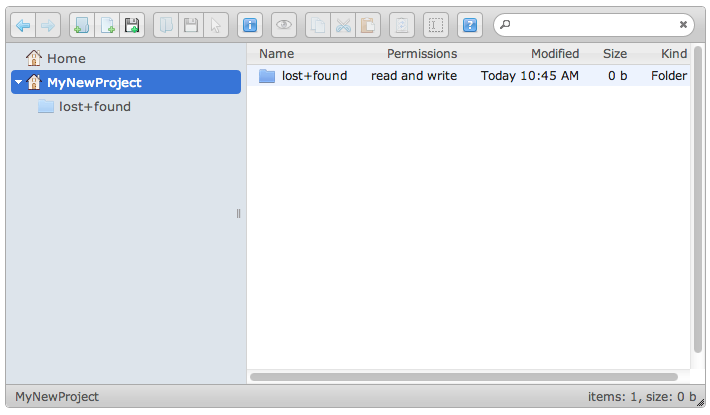 Home
MyNewProject
lost+found
Name Permissions Modified Size Kind
lost+found read and write Today 10:45 AM 0 b Folder
MyNewProject
items: 1, size: 0 b